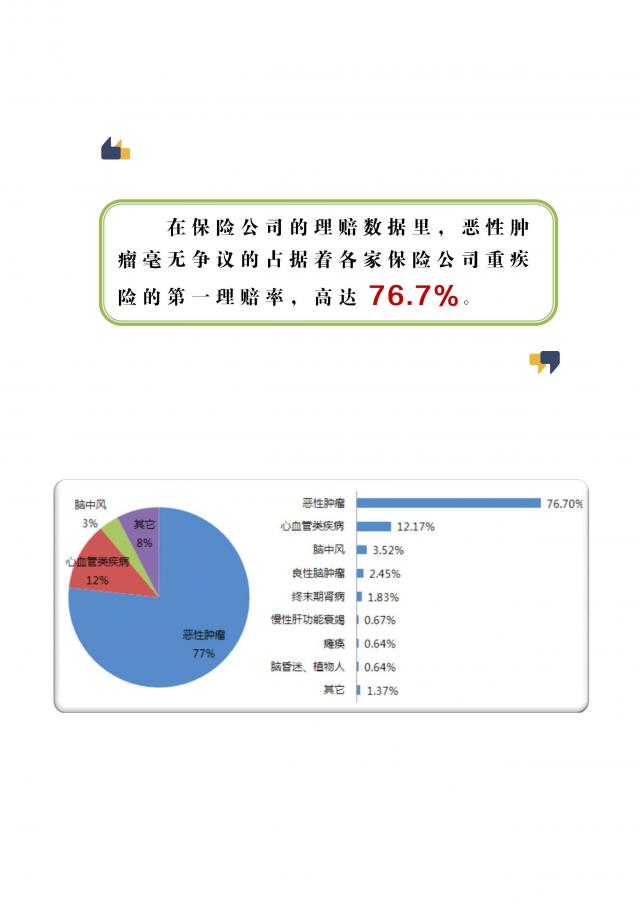 在保险公司的理赔数据里，恶性肿
瘤毫无争议的占据着各家保险公司重疾
险的第一理赔率，高达 76.7%。
脑中风
3%
其它
8%
心血管类疾病
12%
恶性肿瘤
77%
恶性肿瘤 76.70%
心血管类疾病 12.17%
脑中风 3.52%
良性脑肿瘤 2.45%
终末期肾病 1.83%
慢性肝功能衰竭 0.67%
瘫痪 0.64%
脑昏迷、植物人 0.64%
其它 1.37%